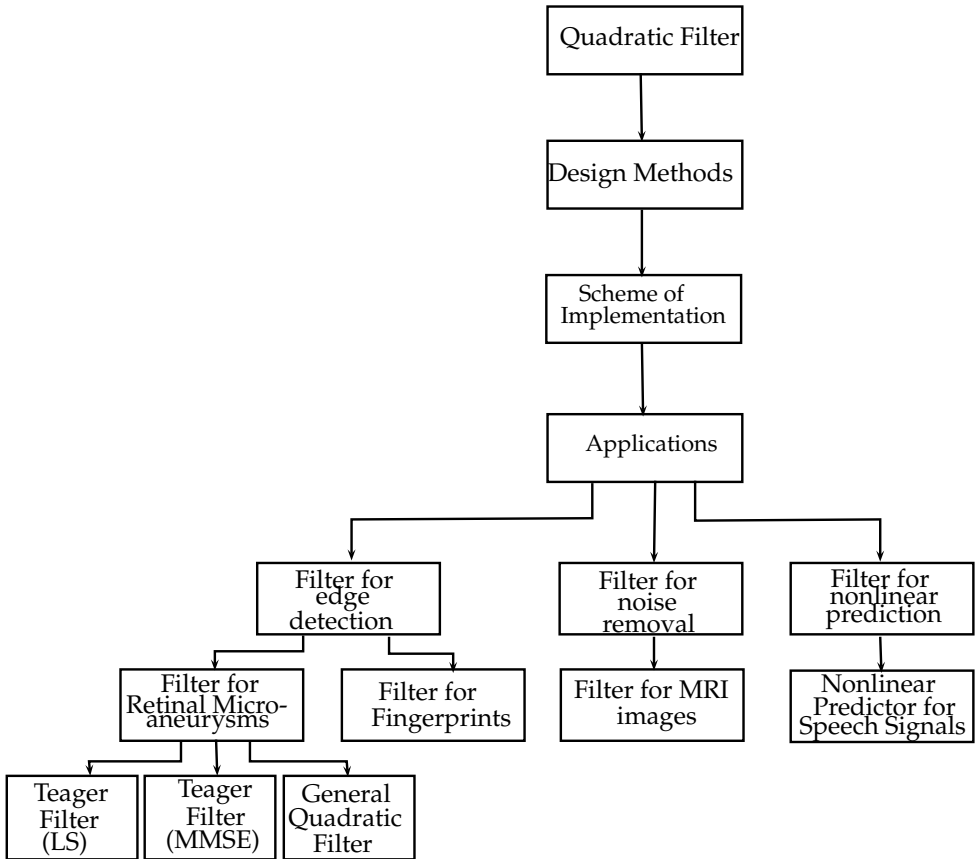 Quadratic Filter
Design Methods
Scheme of
Implementation
Applications
Filter for
edge
detection
Filter for
noise
removal
Filter for
nonlinear
prediction
Filter for
Retinal Micro-
aneurysms
Filter for
Fingerprints
Filter for MRI
images
Nonlinear
Predictor for
Speech Signals
Teager
Filter
(LS)
Teager
Filter
(MMSE)
General
Quadratic
Filter